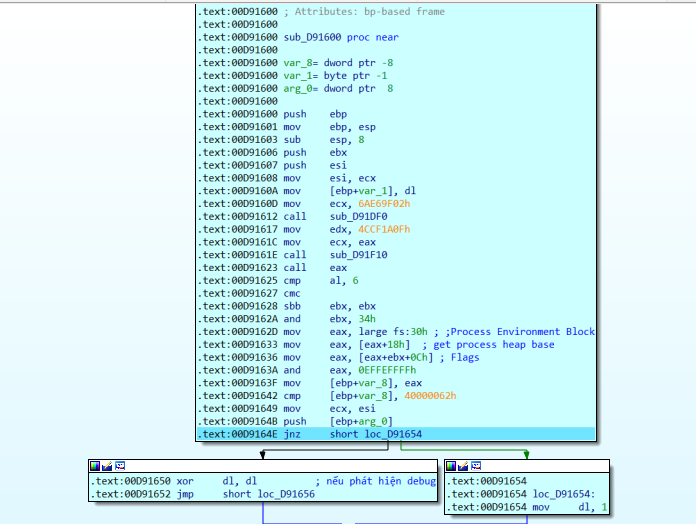 .text:00D91600 ; Attributes: bp-based frame
.text:00D91600
.text:00D91600 sub_D91600 proc near
.text:00D91600
.text:00D91600 var_8= dword ptr -8
.text:00D91600 var_1= byte ptr -1
.text:00D91600 arg_0= dword ptr  8
.text:00D91600
.text:00D91600 push    ebp
.text:00D91601 mov     ebp, esp
.text:00D91603 sub     esp, 8
.text:00D91606 push    ebx
.text:00D91607 push    esi
.text:00D91608 mov     esi, ecx
.text:00D9160A mov     [ebp+var_1], dl
.text:00D9160D mov     ecx, 6AE69F02h
.text:00D91612 call    sub_D91DF0
.text:00D91617 mov     edx, 4CCF1A0Fh
.text:00D9161C mov     ecx, eax
.text:00D9161E call    sub_D91F10
.text:00D91623 call    eax
.text:00D91625 cmp     al, 6
.text:00D91627 cmc
.text:00D91628 sbb     ebx, ebx
.text:00D9162A and     ebx, 34h
.text:00D9162D mov     eax, large fs:30h ; ;Process Environment Block
.text:00D91633 mov     eax, [eax+18h]  ; get process heap base
.text:00D91636 mov     eax, [eax+ebx+0Ch] ; Flags
.text:00D9163A and     eax, 0EFFEFFFFh
.text:00D9163F mov     [ebp+var_8], eax
.text:00D91642 cmp     [ebp+var_8], 40000062h
.text:00D91649 mov     ecx, esi
.text:00D9164B push    [ebp+arg_0]
.text:00D9164E jnz     short loc_D91654
.text:00D91650 xor     dl, dl          ; nếu phát hiện debug
.text:00D91652 jmp     short loc_D91656
.text:00D91654
.text:00D91654 loc_D91654:
.text:00D91654 mov     dl, 1